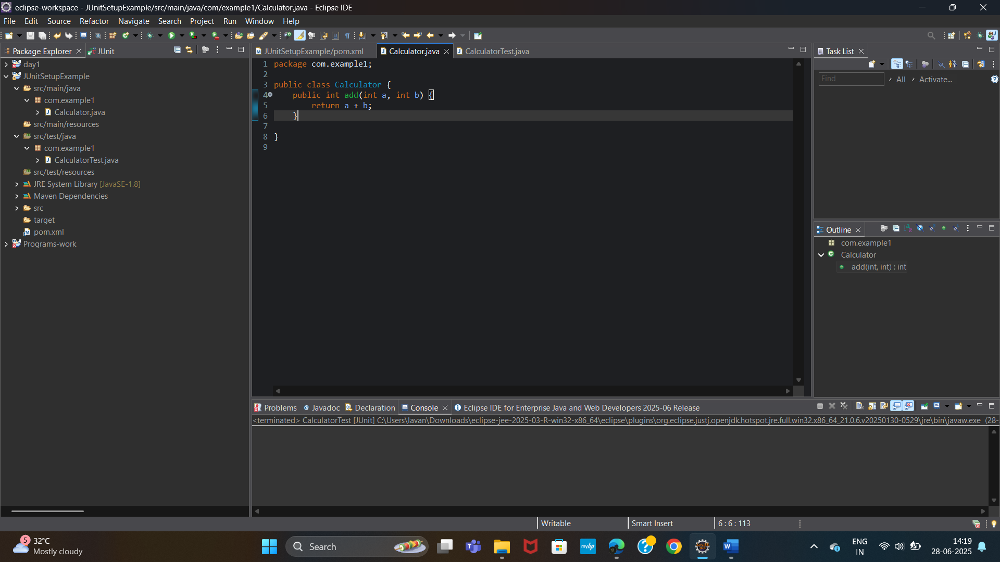 eclipse-workspace - JUnitSetupExample/src/main/java/com/example1/Calculator.java - Eclipse IDE
File Edit Source Refactor Navigate Search Project Run Window Help
Package Explorer JUnit
day1
JUnitSetupExample
src/main/java
com.example1
Calculator.java
src/main/resources
src/test/java
com.example1
CalculatorTest.java
src/test/resources
JRE System Library [JavaSE-1.8]
Maven Dependencies
src
target
pom.xml
Programs-work
JUnitSetupExample/pom.xml Calculator.java CalculatorTest.java
1 package com.example1;
2
3 public class Calculator {
4 public int add(int a, int b) {
5 return a + b;
6 }
7
8 }
9
Task List
Find All Activate...
Outline
com.example1
Calculator
add(int, int) : int
Problems Javadoc Declaration Console Eclipse IDE for Enterprise Java and Web Developers 2025-06 Release
<terminated> CalculatorTest [JUnit] C:\Users\lavan\Downloads\eclipse-jee-2025-03-R-win32-x86_64\eclipse\plugins\org.eclipse.justj.openjdk.hotspot.jre.full.win32.x86_64_21.0.6.v20250130-0529\jre\bin\javaw.exe (28-
Writable Smart Insert 6 : 6 : 113
5
32°C
Mostly cloudy
Search
myhp
ENG
IN
14:19
28-06-2025